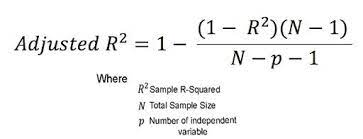 Adjusted R² = 1 − (1 − R²)(N − 1) / N − p − 1
Where
R² Sample R-Squared
N Total Sample Size
p Number of independent
variable